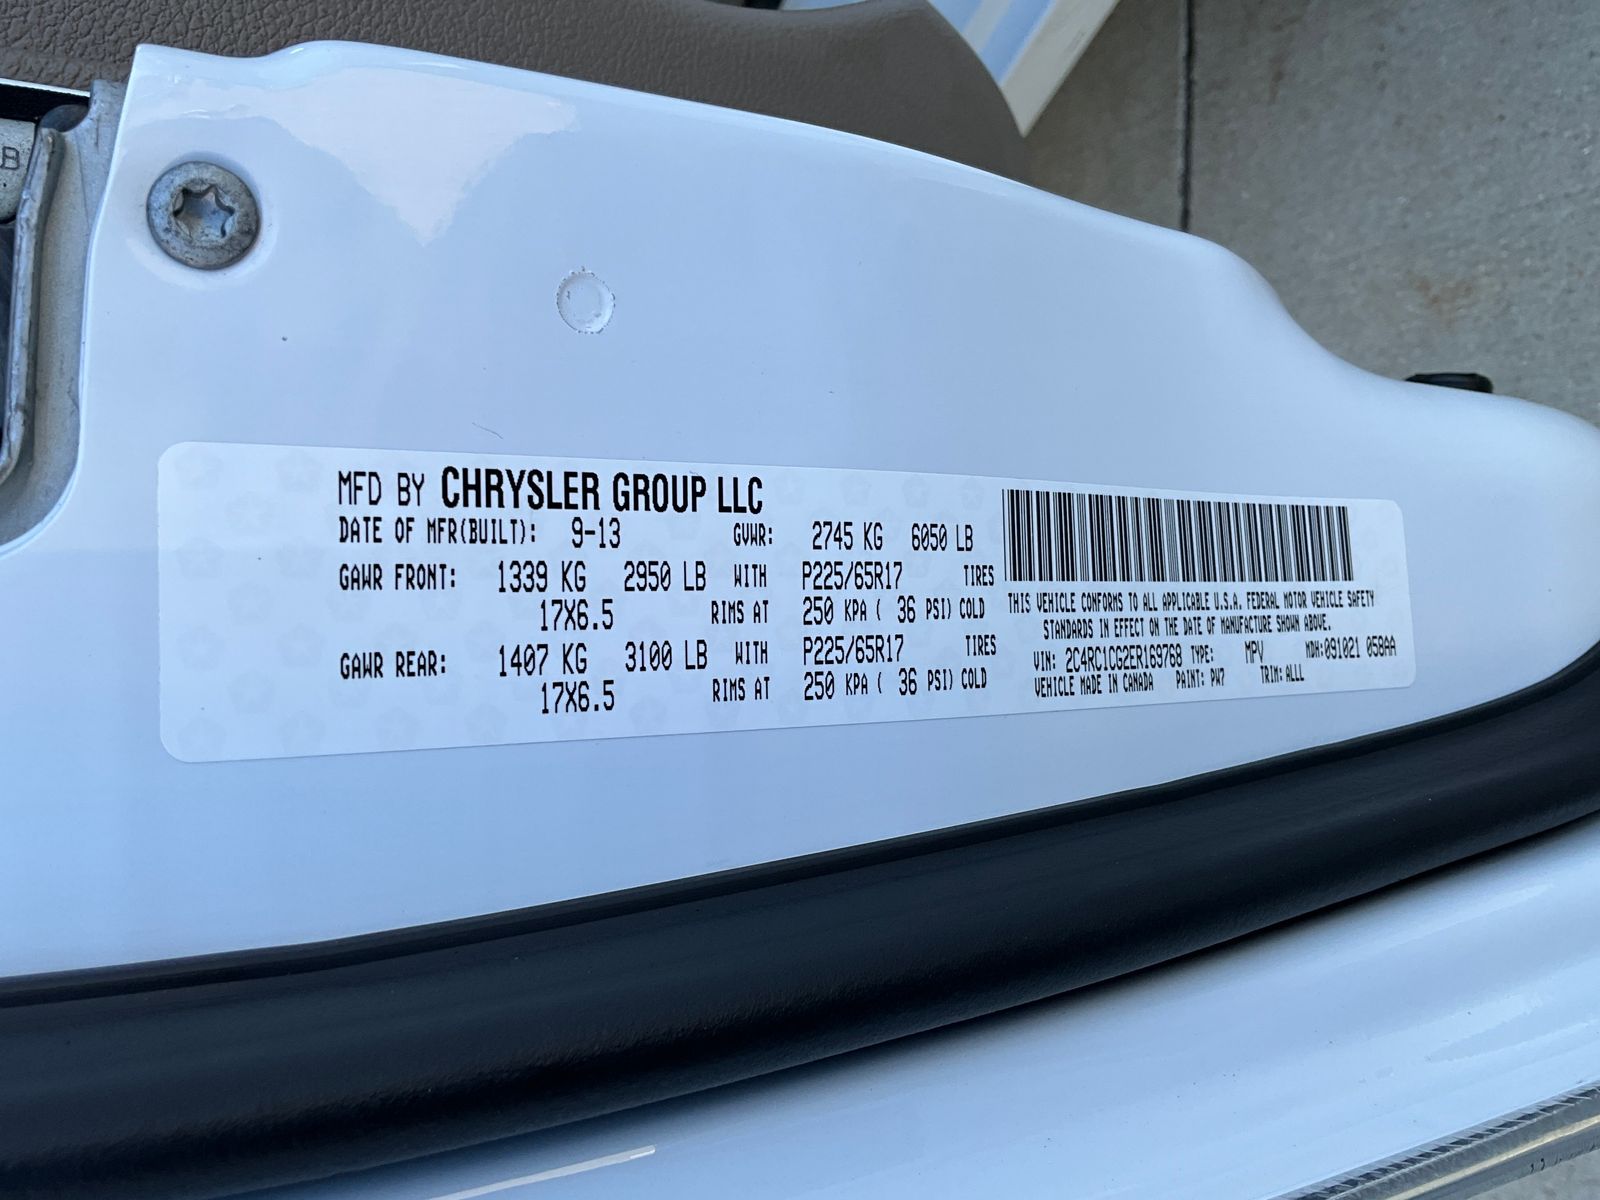 B
MFD BY CHRYSLER GROUP LLC
DATE OF MFR(BUILT): 9-13 GVWR: 2745 KG 6050 LB
GAWR FRONT: 1339 KG 2950 LB WITH P225/65R17 TIRES
17X6.5 RIMS AT 250 KPA ( 36 PSI) COLD
GAWR REAR: 1407 KG 3100 LB WITH P225/65R17 TIRES
17X6.5 RIMS AT 250 KPA ( 36 PSI) COLD
THIS VEHICLE CONFORMS TO ALL APPLICABLE U.S.A. FEDERAL MOTOR VEHICLE SAFETY
STANDARDS IN EFFECT ON THE DATE OF MANUFACTURE SHOWN ABOVE.
VIN: 2C4RC1CG2ER169768 TYPE: MPV MDH:091021 058AA
VEHICLE MADE IN CANADA PAINT: PW7 TRIM: ALLL